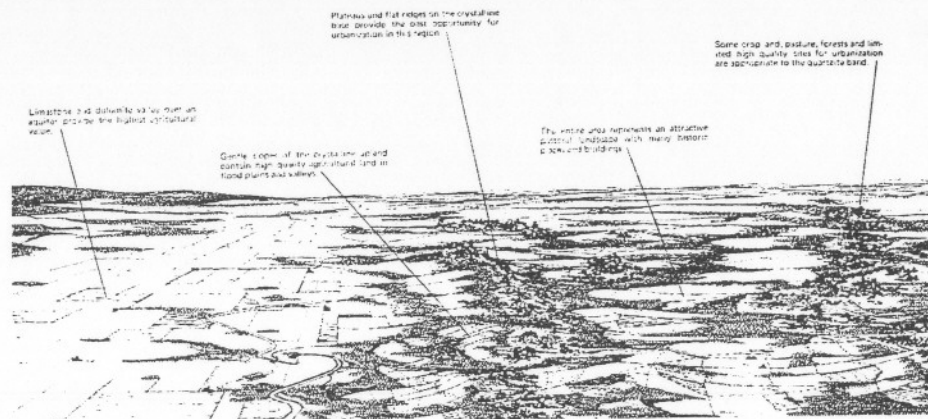 Plateaus and flat ridges on the crystalline
base provide the best opportunity for
urbanization in this region.
Some crop land, pasture, forests and lim-
ited high quality sites for urbanization
are appropriate to the quartzite band.
Limestone and dolomite valley over an
aquifer provide the highest agricultural
value.
The entire area represents an attractive
pastoral landscape with many historic
places and buildings.
Gentle slopes of the crystalline upland
contain high quality agricultural land in
flood plains and valleys.